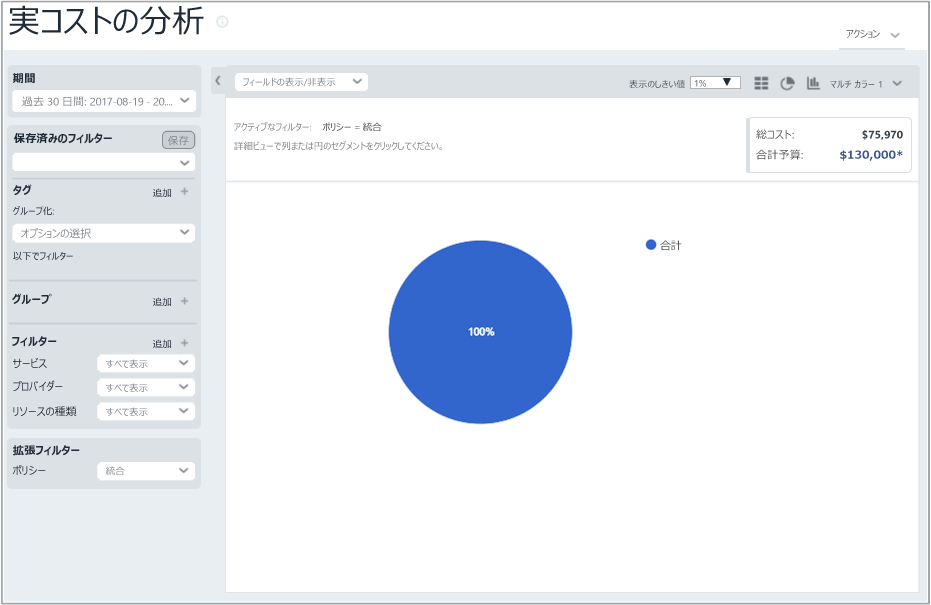 実コストの分析
アクション
期間
過去 30 日間: 2017-08-19 - 20....
保存済みのフィルター
保存
タグ
追加 +
グループ化:
オプションの選択
以下でフィルター
グループ
追加 +
フィルター
追加 +
サービス
すべて表示
プロバイダー
すべて表示
リソースの種類
すべて表示
拡張フィルター
ポリシー
統合
フィールドの表示/非表示
表示のしきい値
1%
マルチ カラー 1
アクティブなフィルター: ポリシー = 統合
詳細ビューで列または円のセグメントをクリックしてください。
総コスト: $75,970
合計予算: $130,000*
合計
100%